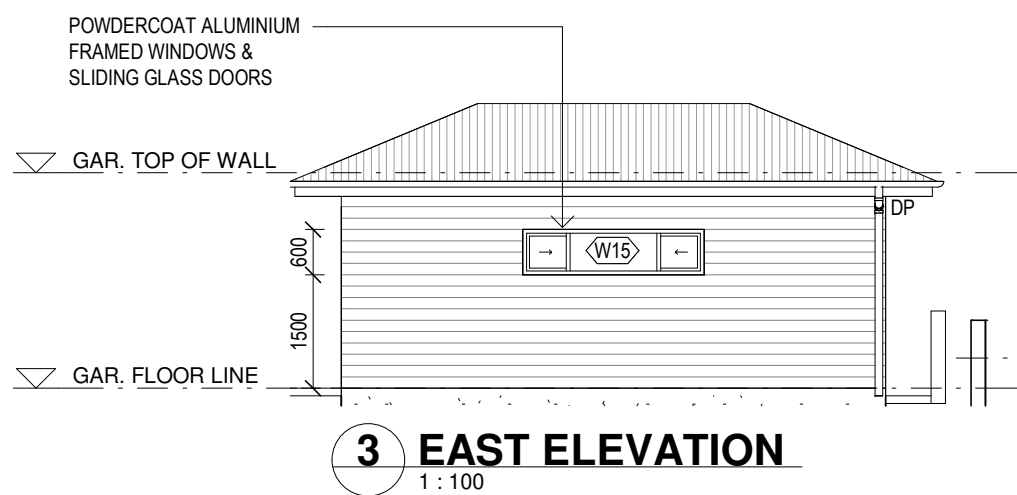 POWDERCOAT ALUMINIUM
FRAMED WINDOWS &
SLIDING GLASS DOORS
GAR. TOP OF WALL
DP
600
W15
1500
GAR. FLOOR LINE
3 EAST ELEVATION
1 : 100